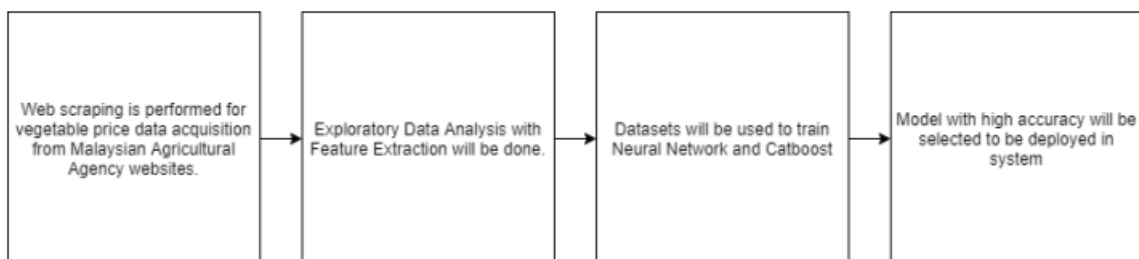 Web scraping is performed for
vegetable price data acquisition
from Malaysian Agricultural
Agency websites.
Exploratory Data Analysis with
Feature Extraction will be done.
Datasets will be used to train
Neural Network and Catboost
Model with high accuracy will be
selected to be deployed in
system